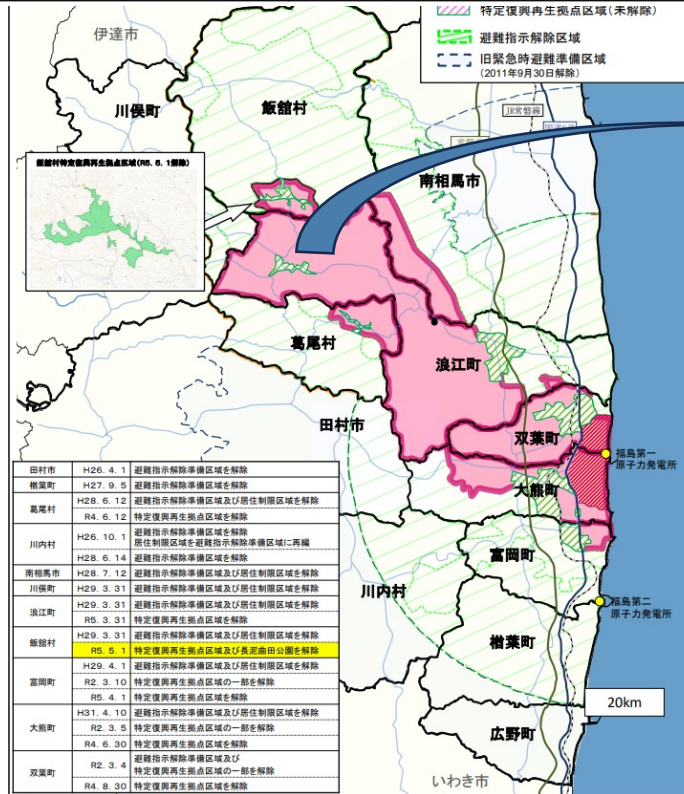 特定復興再生拠点区域(未解除)
避難指示解除区域
旧緊急時避難準備区域
(2011年9月30日解除)
伊達市
川俣町
飯舘村
JR常磐線
飯舘村特定復興再生拠点区域(R5.5.1解除)
南相馬市
葛尾村
浪江町
田村市
双葉町
福島第一
原子力発電所
大熊町
富岡町
川内村
福島第二
原子力発電所
楢葉町
20km
広野町
いわき市
田村市 H26.4.1 避難指示解除準備区域を解除
楢葉町 H27.9.5 避難指示解除準備区域を解除
葛尾村 H28.6.12 避難指示解除準備区域及び居住制限区域を解除
R4.6.12 特定復興再生拠点区域を解除
川内村 H26.10.1 避難指示解除準備区域を解除
居住制限区域を避難指示解除準備区域に再編
H28.6.14 避難指示解除準備区域を解除
南相馬市 H28.7.12 避難指示解除準備区域及び居住制限区域を解除
川俣町 H29.3.31 避難指示解除準備区域及び居住制限区域を解除
浪江町 H29.3.31 避難指示解除準備区域及び居住制限区域を解除
R5.3.31 特定復興再生拠点区域を解除
飯舘村 H29.3.31 避難指示解除準備区域及び居住制限区域を解除
R5.5.1 特定復興再生拠点区域及び長泥曲田公園を解除
富岡町 H29.4.1 避難指示解除準備区域及び居住制限区域を解除
R2.3.10 特定復興再生拠点区域の一部を解除
R5.4.1 特定復興再生拠点区域を解除
大熊町 H31.4.10 避難指示解除準備区域及び居住制限区域を解除
R2.3.5 特定復興再生拠点区域の一部を解除
R4.6.30 特定復興再生拠点区域を解除
双葉町 R2.3.4 避難指示解除準備区域及び
特定復興再生拠点区域の一部を解除
R4.8.30 特定復興再生拠点区域を解除